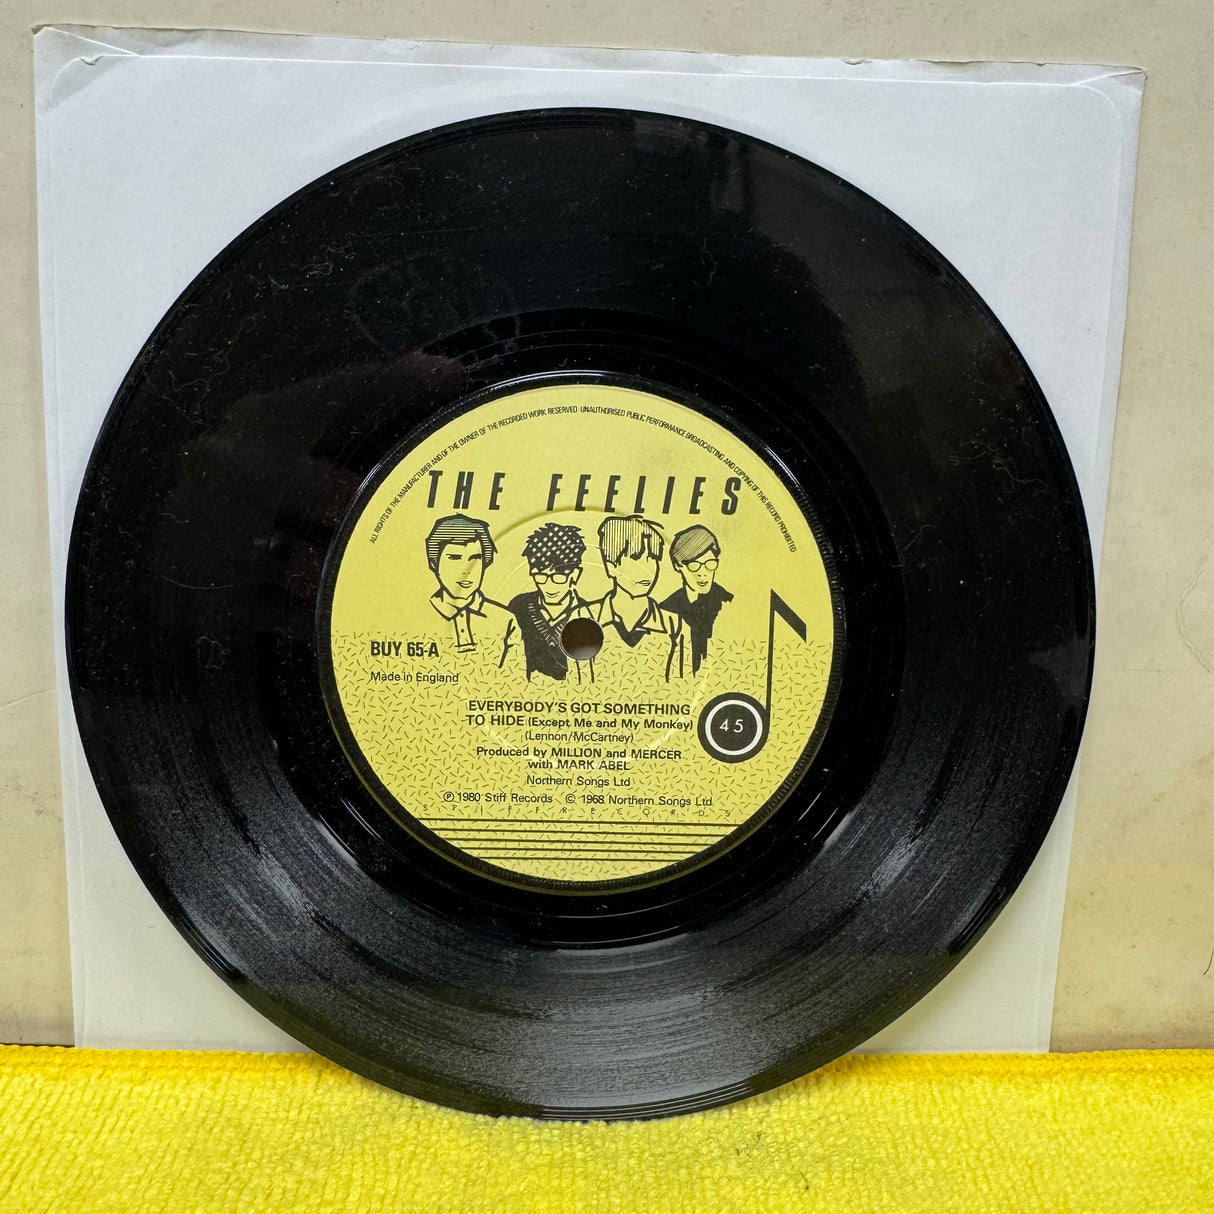 ALL RIGHTS OF THE MANUFACTURER AND OF THE OWNER OF THE RECORDED WORK RESERVED UNAUTHORISED PUBLIC PERFORMANCE BROADCASTING AND COPYING OF THIS RECORD PROHIBITED
THE FEELIES
BUY 65-A
Made in England
EVERYBODY'S GOT SOMETHING
TO HIDE (Except Me and My Monkey)
(Lennon/McCartney)
45
Produced by MILLION and MERCER
with MARK ABEL
Northern Songs Ltd
Ⓟ 1980 Stiff Records © 1968 Northern Songs Ltd
STIFF RECORDS